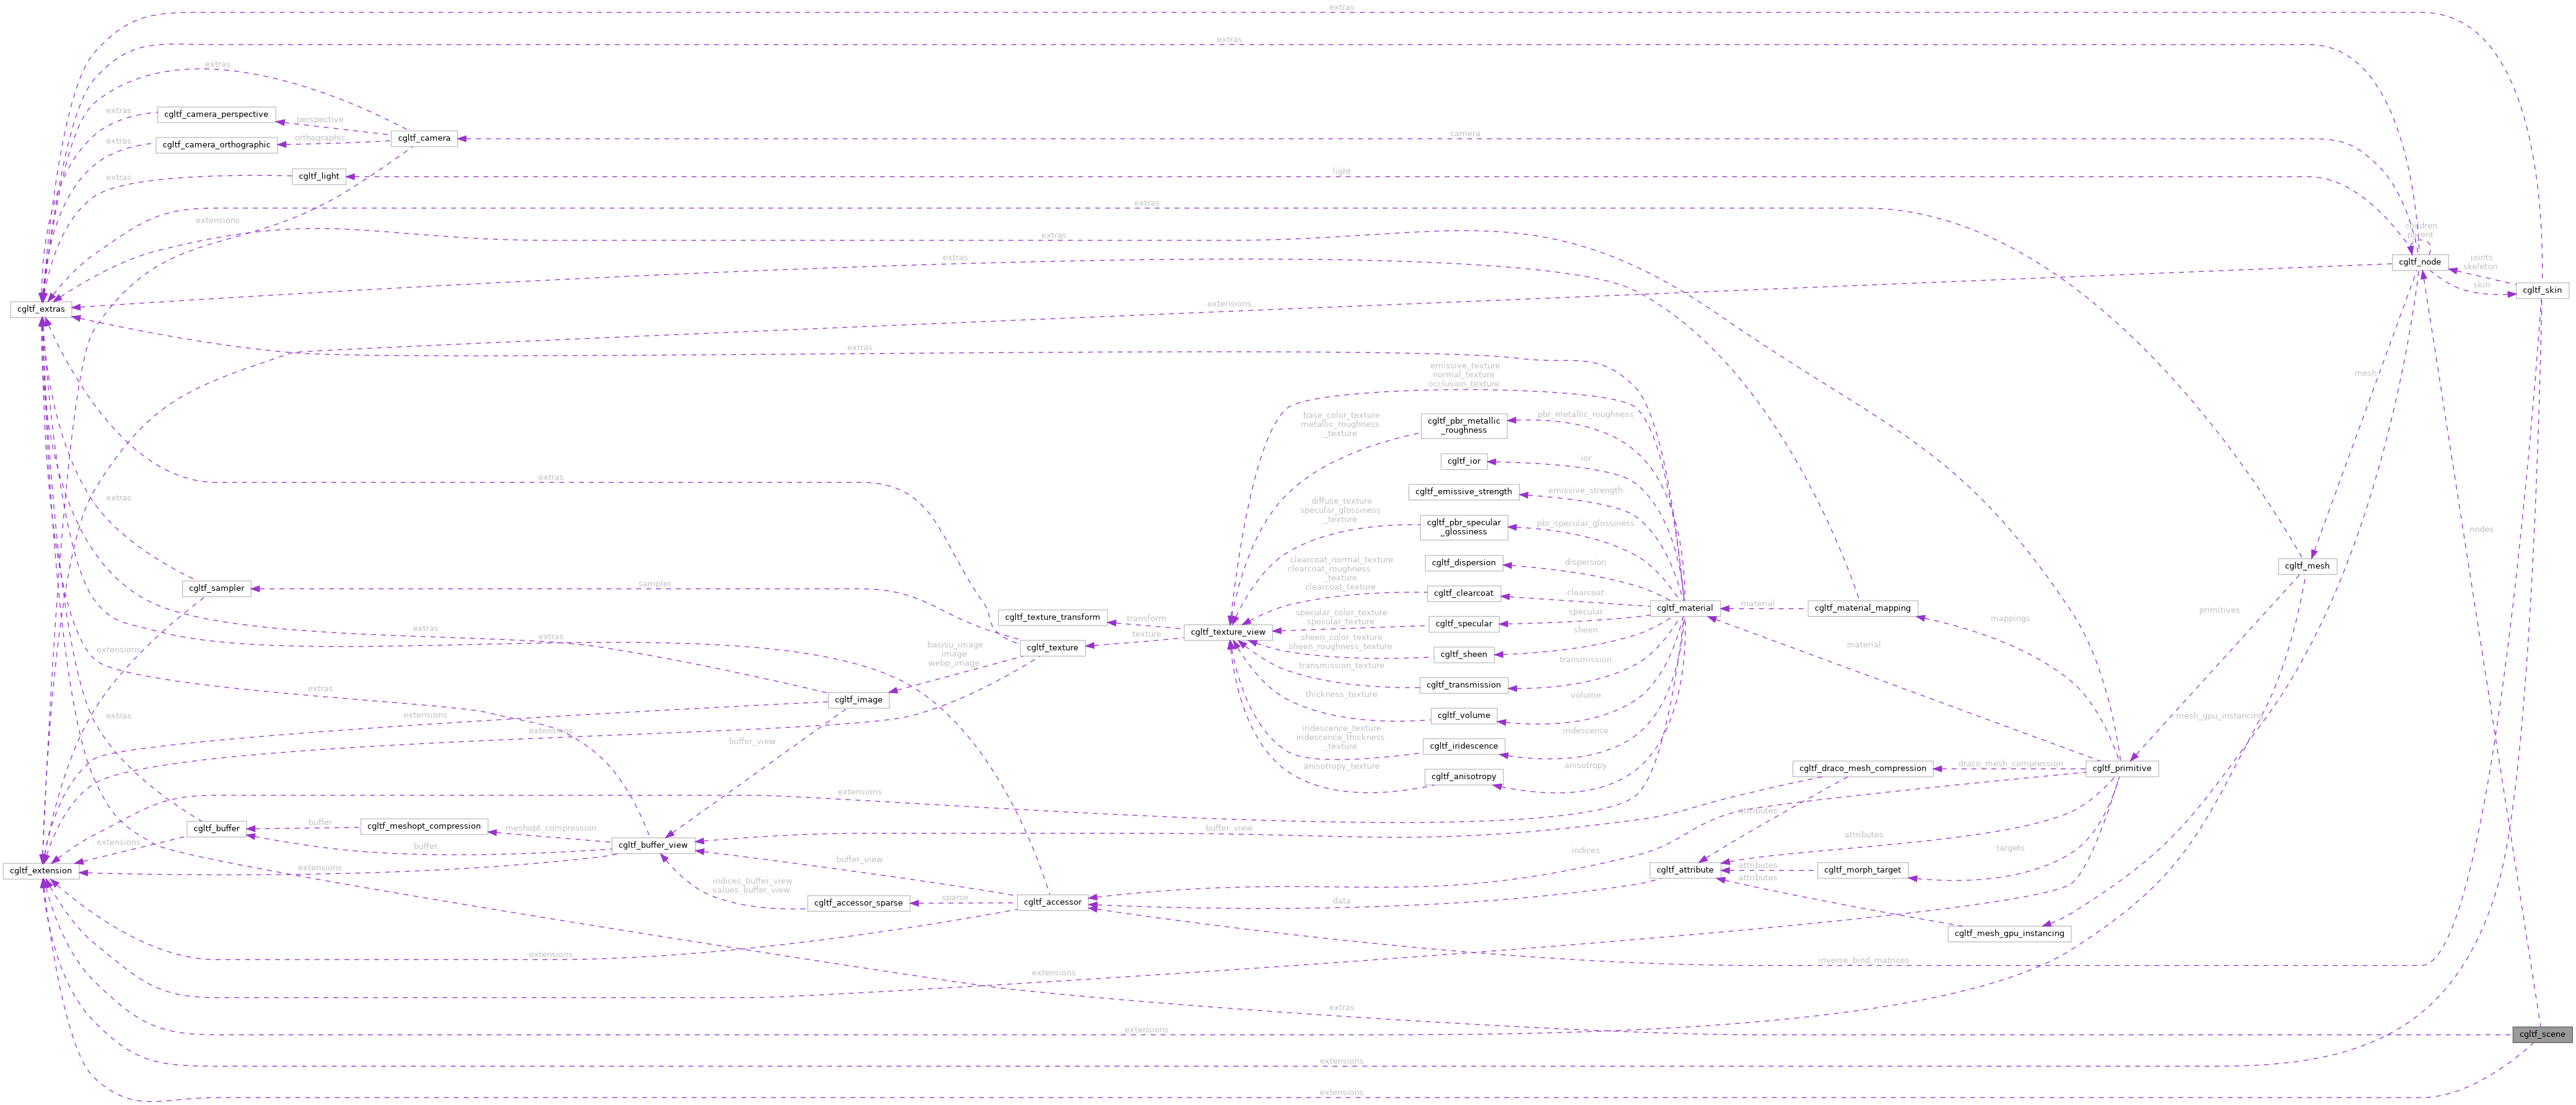 extras
extras
extras
cgltf_camera_perspective
extras
perspective
cgltf_camera
camera
orthographic
cgltf_camera_orthographic
extras
cgltf_light
extras
light
extras
extensions
children
parent
extras
cgltf_node
joints
skeleton
extras
skin
cgltf_skin
extensions
cgltf_extras
extras
emissive_texture
normal_texture
occlusion_texture
mesh
base_color_texture
metallic_roughness
_texture
cgltf_pbr_metallic
_roughness
pbr_metallic_roughness
cgltf_ior
ior
extras
cgltf_emissive_strength
emissive_strength
extras
diffuse_texture
specular_glossiness
_texture
cgltf_pbr_specular
_glossiness
pbr_specular_glossiness
nodes
clearcoat_normal_texture
clearcoat_roughness
_texture
clearcoat_texture
cgltf_dispersion
dispersion
cgltf_mesh
cgltf_sampler
sampler
cgltf_clearcoat
clearcoat
cgltf_material
material
cgltf_material_mapping
primitives
cgltf_texture_transform
transform
specular_color_texture
specular_texture
cgltf_specular
specular
mappings
extras
cgltf_texture_view
texture
sheen_color_texture
sheen_roughness_texture
sheen
extras
basisu_image
image
webp_image
cgltf_texture
cgltf_sheen
material
extensions
transmission_texture
transmission
cgltf_transmission
extras
cgltf_image
thickness_texture
volume
extras
extensions
cgltf_volume
mesh_gpu_instancing
extensions
buffer_view
iridescence_texture
iridescence_thickness
_texture
cgltf_iridescence
iridescence
anisotropy_texture
anisotropy
cgltf_anisotropy
cgltf_draco_mesh_compression
draco_mesh_compression
cgltf_primitive
extensions
attributes
cgltf_buffer
buffer
cgltf_meshopt_compression
meshopt_compression
buffer_view
extensions
buffer
cgltf_buffer_view
attributes
indices
buffer_view
extensions
cgltf_extension
attributes
cgltf_attribute
attributes
cgltf_morph_target
targets
indices_buffer_view
values_buffer_view
cgltf_accessor_sparse
sparse
cgltf_accessor
data
cgltf_mesh_gpu_instancing
extensions
inverse_bind_matrices
extensions
extras
extensions
cgltf_scene
extensions
extensions